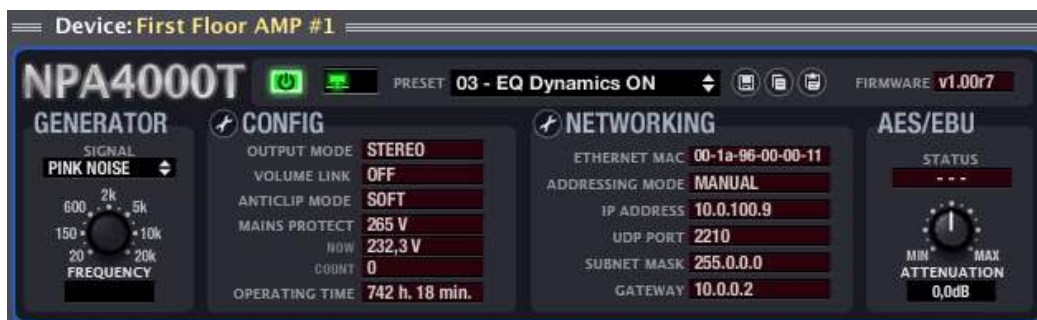 Device: First Floor AMP #1
NPA4000T PRESET 03 - EQ Dynamics ON FIRMWARE v1.00r7
GENERATOR
SIGNAL
PINK NOISE
2k
600 5k
150 10k
20 20k
FREQUENCY
CONFIG
OUTPUT MODE STEREO
VOLUME LINK OFF
ANTICLIP MODE SOFT
MAINS PROTECT 265 V
NOW 232,3 V
COUNT 0
OPERATING TIME 742 h. 18 min.
NETWORKING
ETHERNET MAC 00-1a-96-00-00-11
ADDRESSING MODE MANUAL
IP ADDRESS 10.0.100.9
UDP PORT 2210
SUBNET MASK 255.0.0.0
GATEWAY 10.0.0.2
AES/EBU
STATUS
- - -
MIN MAX
ATTENUATION
0,0dB